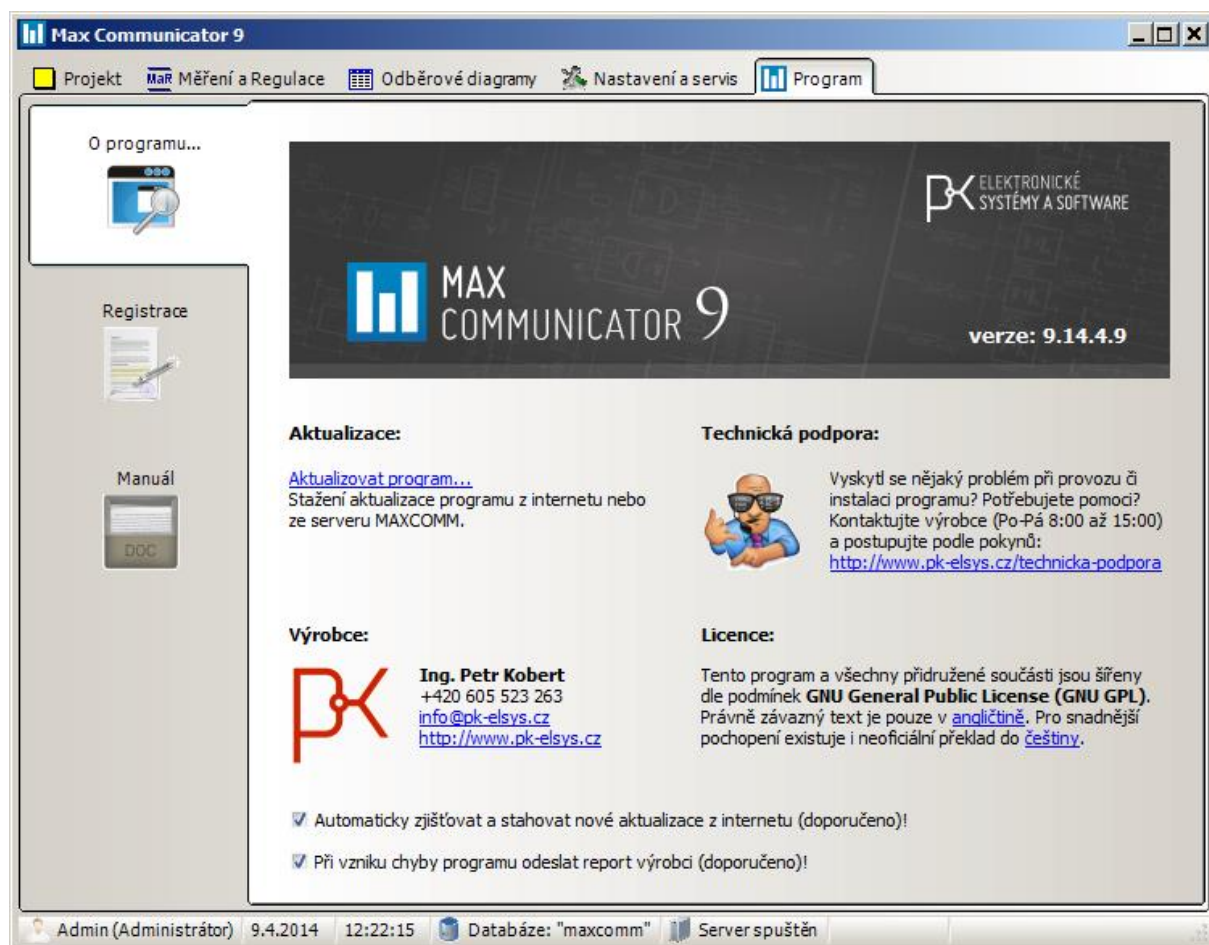 Max Communicator 9
Projekt
MaR Měření a Regulace
Odběrové diagramy
Nastavení a servis
Program
O programu...
Registrace
Manuál
DOC
ELEKTRONICKÉ
SYSTÉMY A SOFTWARE
MAX
COMMUNICATOR 9
verze: 9.14.4.9
Aktualizace:
Aktualizovat program...
Stažení aktualizace programu z internetu nebo
ze serveru MAXCOMM.
Technická podpora:
Vyskytl se nějaký problém při provozu či
instalaci programu? Potřebujete pomoci?
Kontaktujte výrobce (Po-Pá 8:00 až 15:00)
a postupujte podle pokynů:
http://www.pk-elsys.cz/technicka-podpora
Výrobce:
Ing. Petr Kobert
+420 605 523 263
info@pk-elsys.cz
http://www.pk-elsys.cz
Licence:
Tento program a všechny přidružené součásti jsou šířeny
dle podmínek GNU General Public License (GNU GPL).
Právně závazný text je pouze v angličtině. Pro snadnější
pochopení existuje i neoficiální překlad do češtiny.
Automaticky zjišťovat a stahovat nové aktualizace z internetu (doporučeno)!
Při vzniku chyby programu odeslat report výrobci (doporučeno)!
Admin (Administrátor) 9.4.2014 12:22:15 Databáze: "maxcomm" Server spuštěn